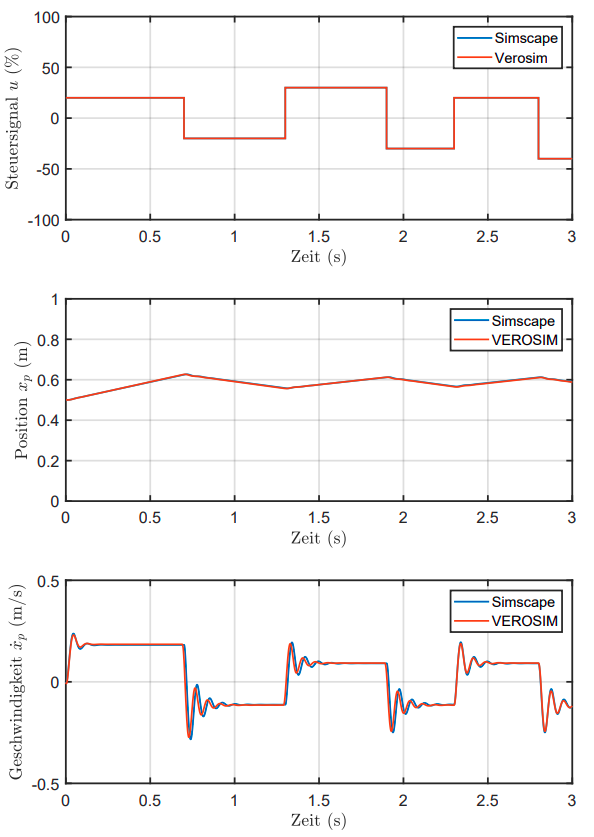 100
50
0
-50
-100
Steuersignal u (%)
Simscape
Verosim
0 0.5 1 1.5 2 2.5 3
Zeit (s)
1
0.8
0.6
0.4
0.2
0
Position x_p (m)
Simscape
VEROSIM
0 0.5 1 1.5 2 2.5 3
Zeit (s)
0.5
0
-0.5
Geschwindigkeit ẋ_p (m/s)
Simscape
VEROSIM
0 0.5 1 1.5 2 2.5 3
Zeit (s)